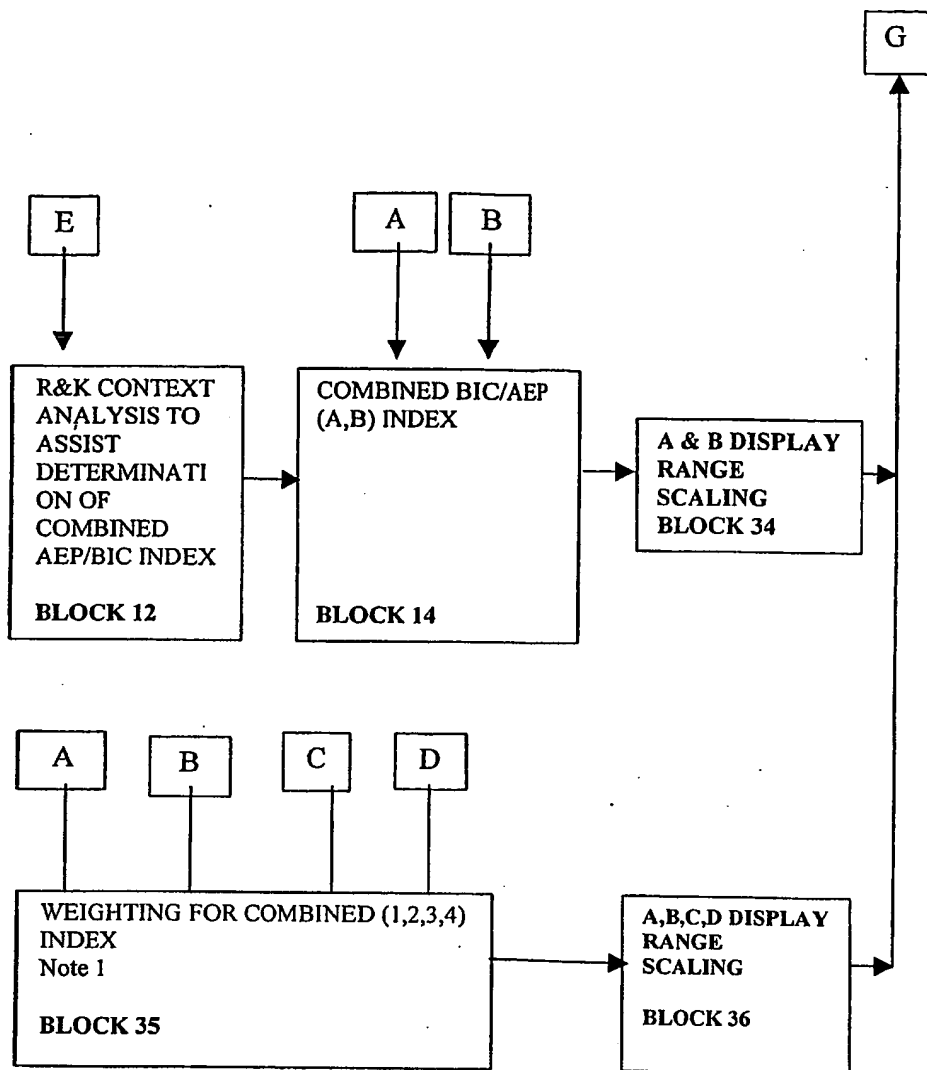 G
E
A
B
R&K CONTEXT
ANALYSIS TO
ASSIST
DETERMINATI
ON OF
COMBINED
AEP/BIC INDEX
BLOCK 12
COMBINED BIC/AEP
(A,B) INDEX
BLOCK 14
A & B DISPLAY
RANGE
SCALING
BLOCK 34
A
B
C
D
WEIGHTING FOR COMBINED (1,2,3,4)
INDEX
Note 1
BLOCK 35
A,B,C,D DISPLAY
RANGE
SCALING
BLOCK 36